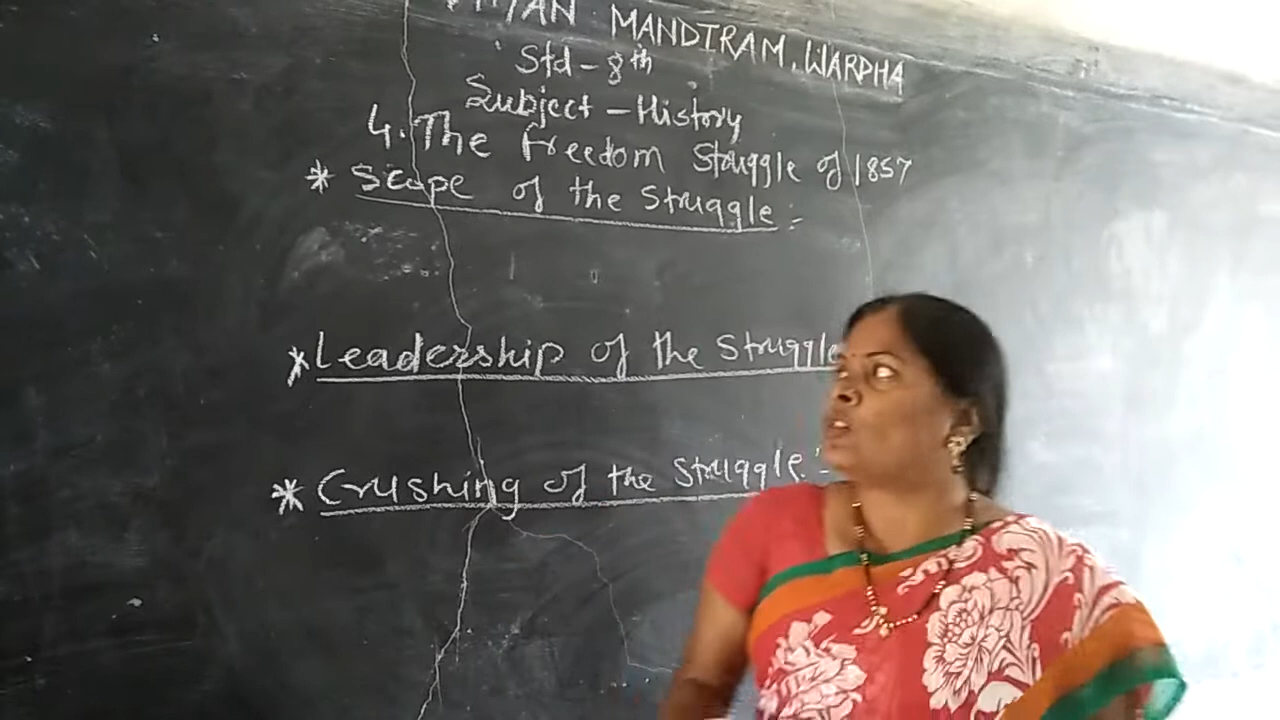 MANDIRAM, WARDHA
Std - 8th
Subject - History
4. The Freedom Struggle of 1857
* Scope of the Struggle :-
* Leadership of the Struggle
* Crushing of the Struggle :-